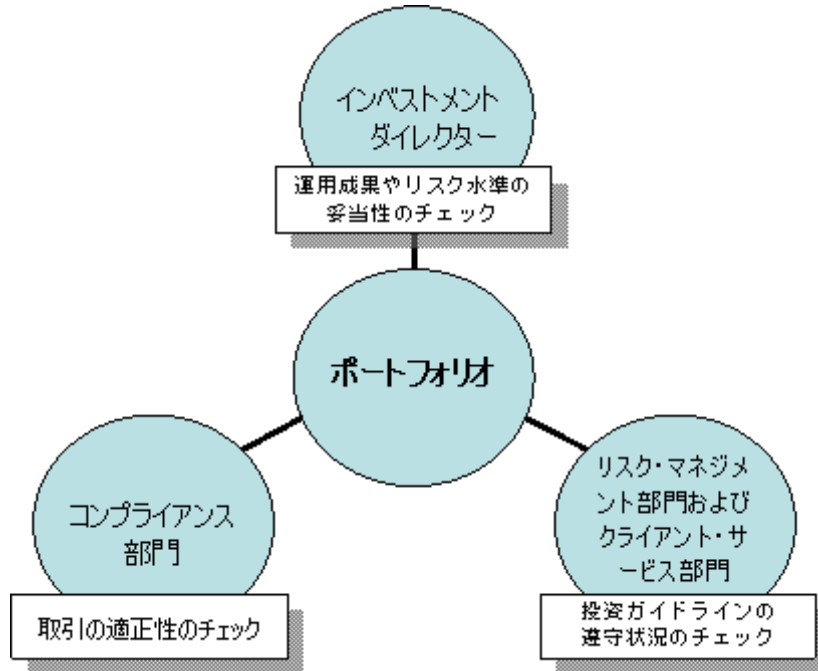 インベストメント
ダイレクター
運用成果やリスク水準の
妥当性のチェック
ポートフォリオ
コンプライアンス
部門
取引の適正性のチェック
リスク・マネジメ
ント部門および
クライアント・サ
ービス部門
投資ガイドラインの
遵守状況のチェック